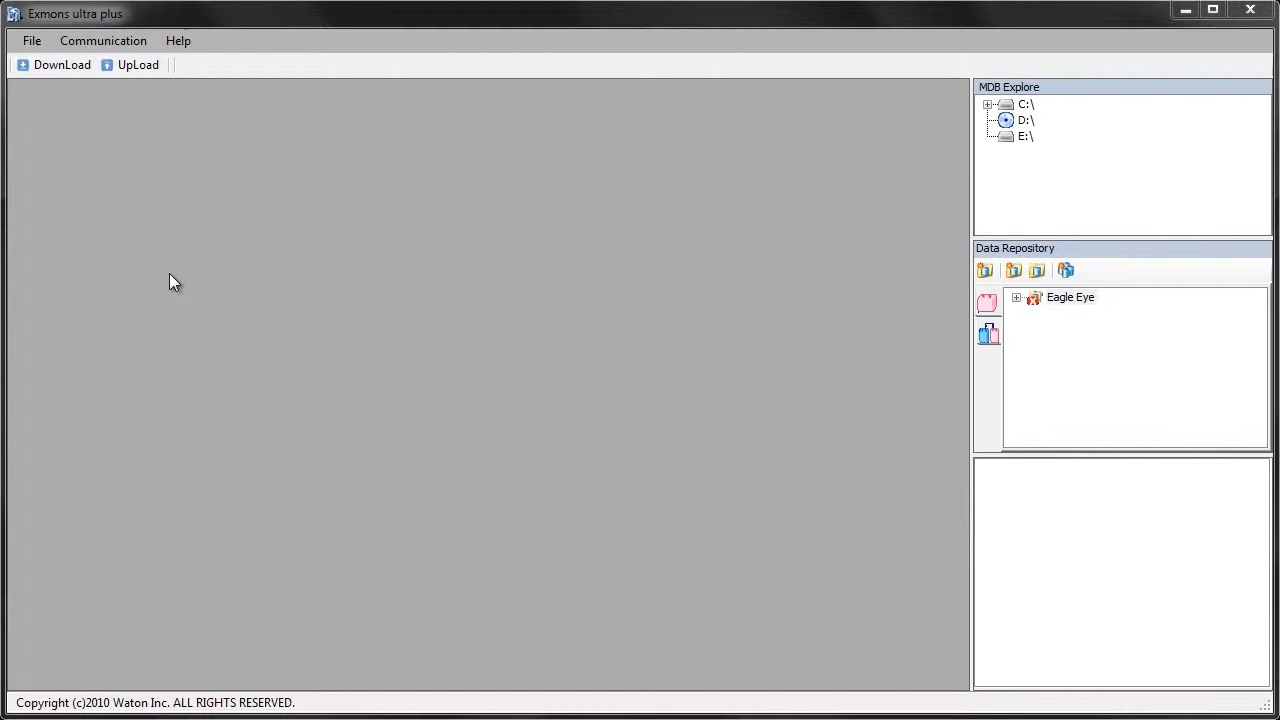 Exmons ultra plus
File Communication Help
DownLoad UpLoad
MDB Explore
C:\
D:\
E:\
Data Repository
Eagle Eye
Copyright (c)2010 Waton Inc. ALL RIGHTS RESERVED.